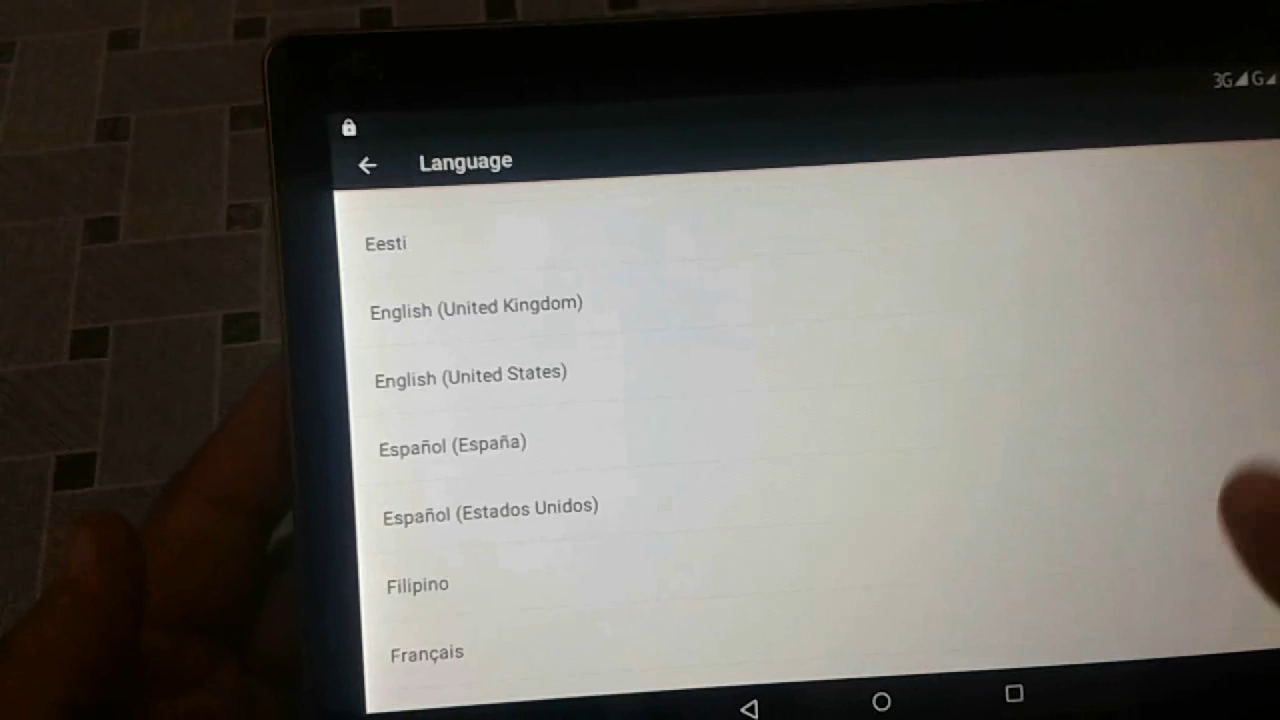 3G G
Language
Eesti
English (United Kingdom)
English (United States)
Español (España)
Español (Estados Unidos)
Filipino
Français